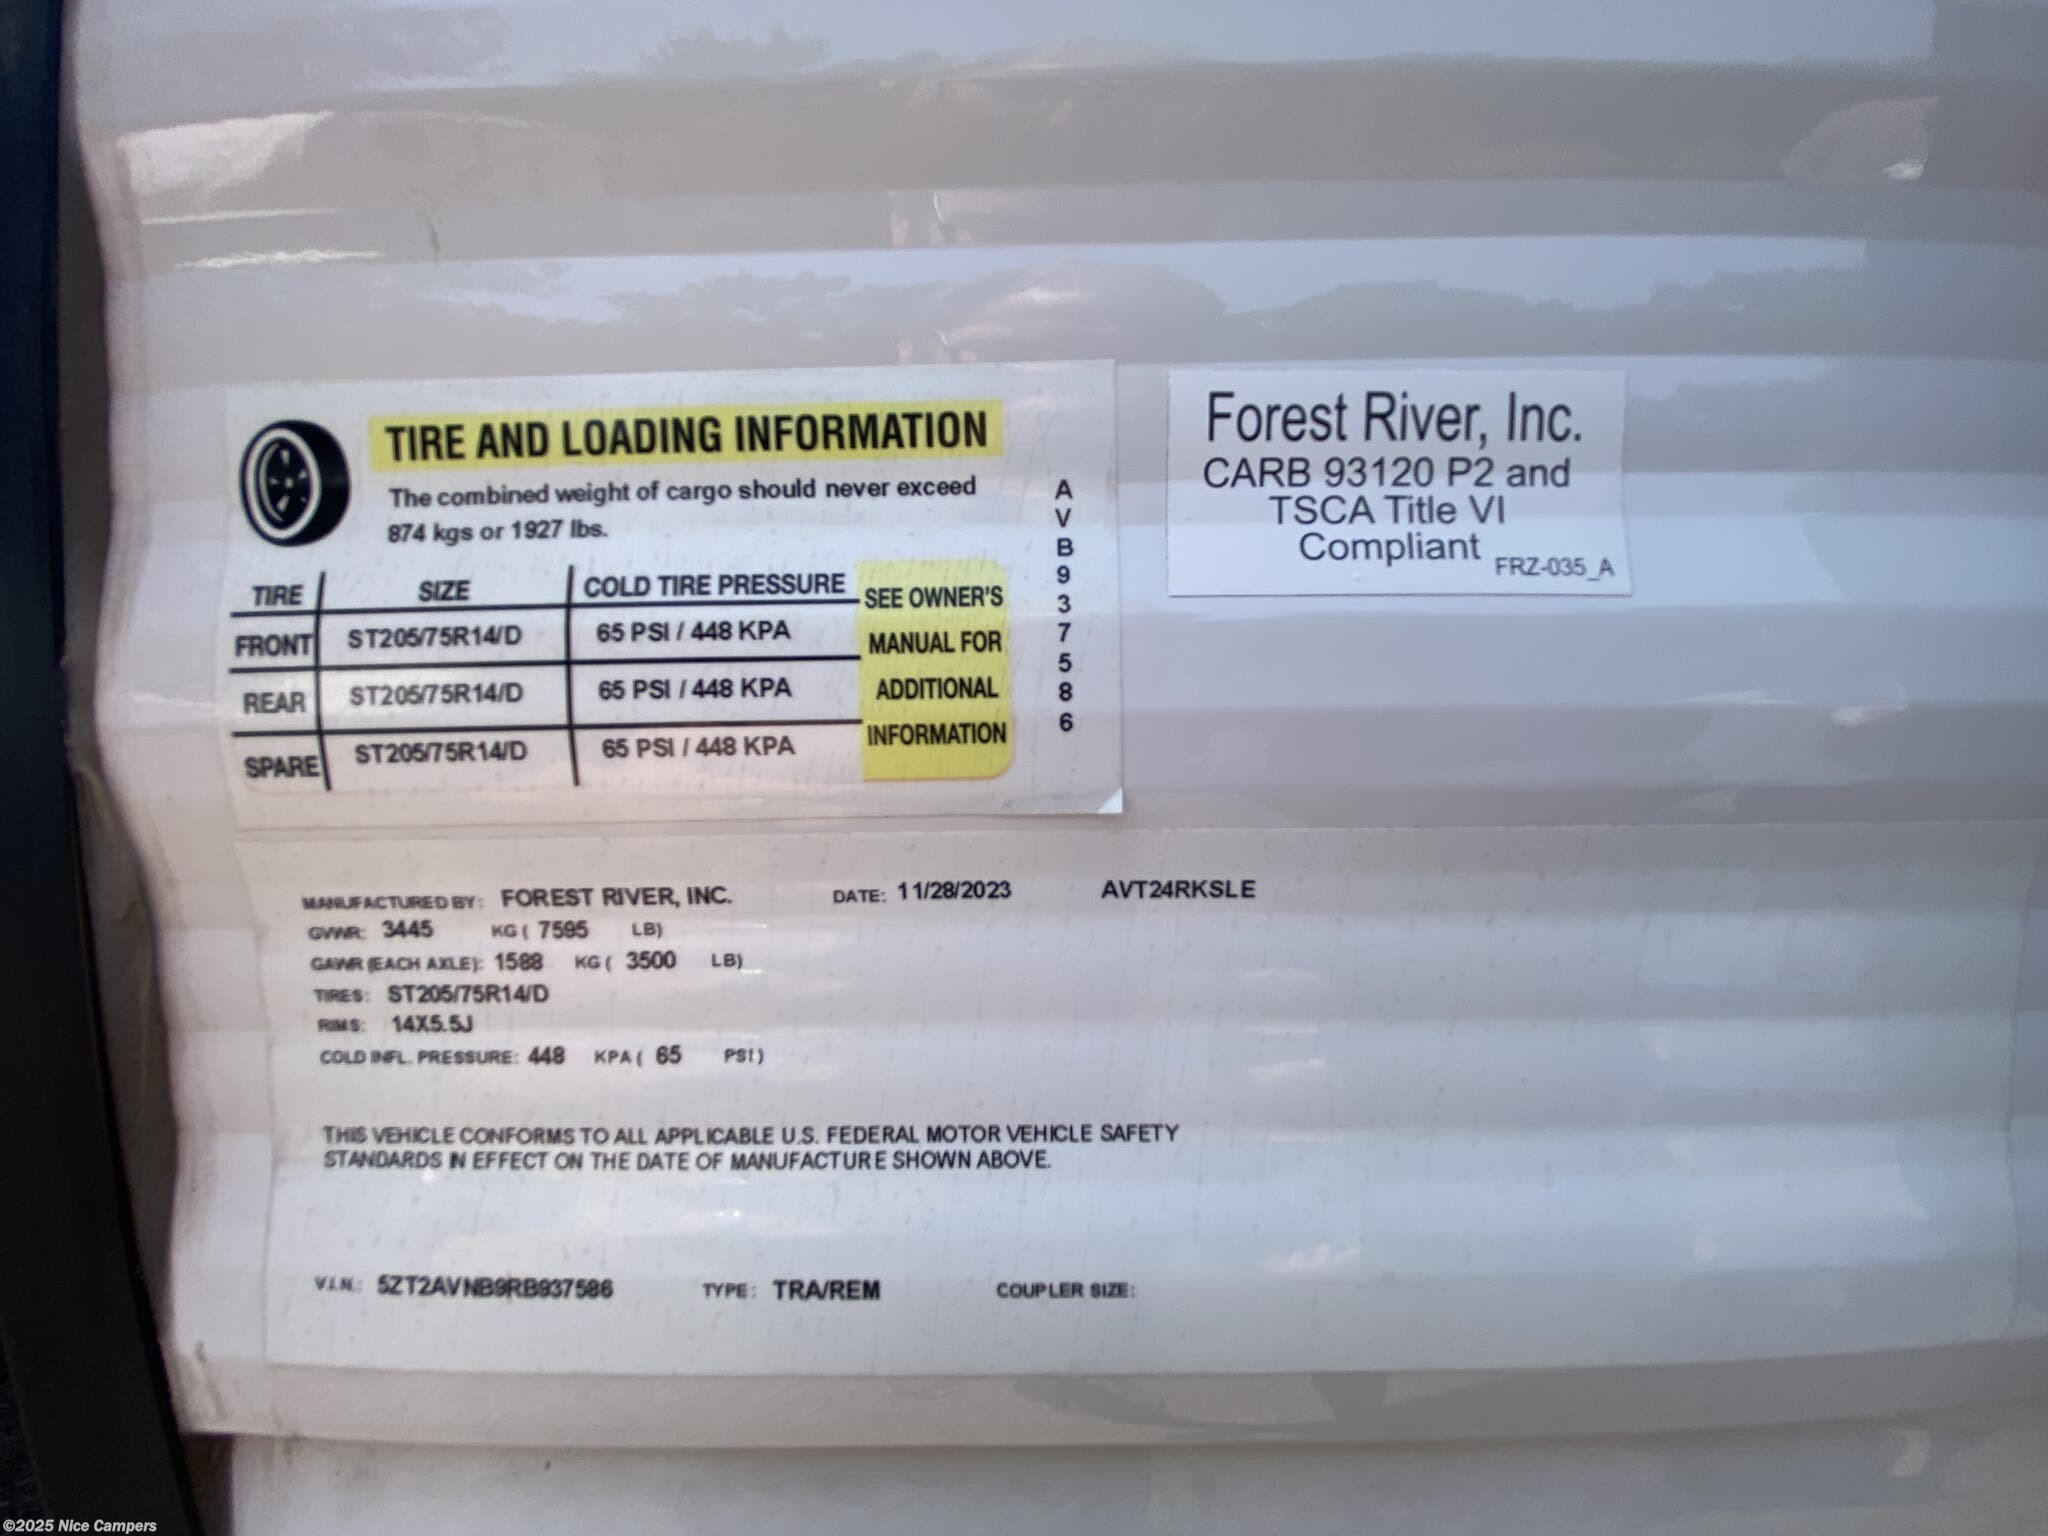 TIRE AND LOADING INFORMATION
The combined weight of cargo should never exceed
874 kgs or 1927 lbs.
TIRE SIZE COLD TIRE PRESSURE
FRONT ST205/75R14/D 65 PSI / 448 KPA
REAR ST205/75R14/D 65 PSI / 448 KPA
SPARE ST205/75R14/D 65 PSI / 448 KPA
SEE OWNER'S
MANUAL FOR
ADDITIONAL
INFORMATION
A
V
B
9
3
7
5
8
6
Forest River, Inc.
CARB 93120 P2 and
TSCA Title VI
Compliant FRZ-035_A
MANUFACTURED BY: FOREST RIVER, INC. DATE: 11/28/2023 AVT24RKSLE
GVWR: 3445 KG ( 7595 LB)
GAWR (EACH AXLE): 1588 KG ( 3500 LB)
TIRES: ST205/75R14/D
RIMS: 14X5.5J
COLD INFL. PRESSURE: 448 KPA ( 65 PSI)
THIS VEHICLE CONFORMS TO ALL APPLICABLE U.S. FEDERAL MOTOR VEHICLE SAFETY
STANDARDS IN EFFECT ON THE DATE OF MANUFACTURE SHOWN ABOVE.
V.I.N.: 5ZT2AVNB9RB937586 TYPE: TRA/REM COUPLER SIZE:
©2025 Nice Campers